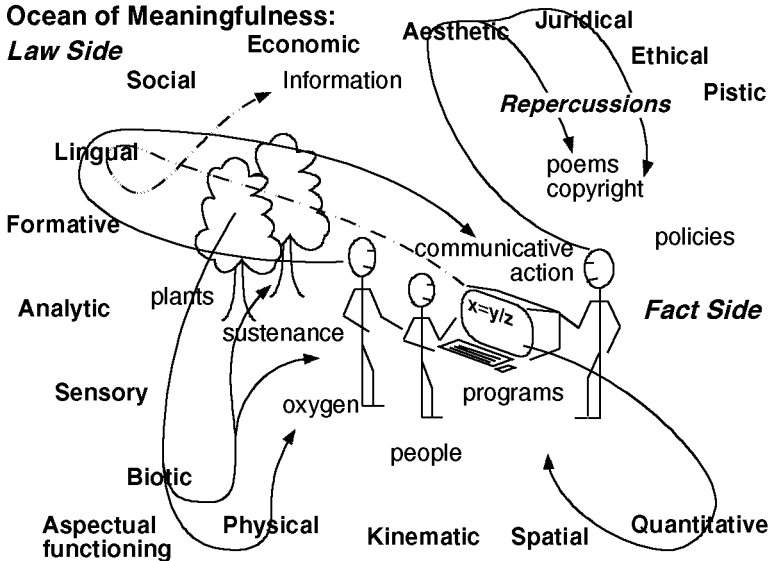 Ocean of Meaningfulness:
Law Side
Economic
Social
Information
Aesthetic
Juridical
Ethical
Pistic
Repercussions
poems
copyright
Lingual
Formative
communicative
action
policies
Analytic
plants
sustenance
x=y/z
Fact Side
Sensory
oxygen
programs
people
Biotic
Aspectual
functioning
Physical
Kinematic
Spatial
Quantitative